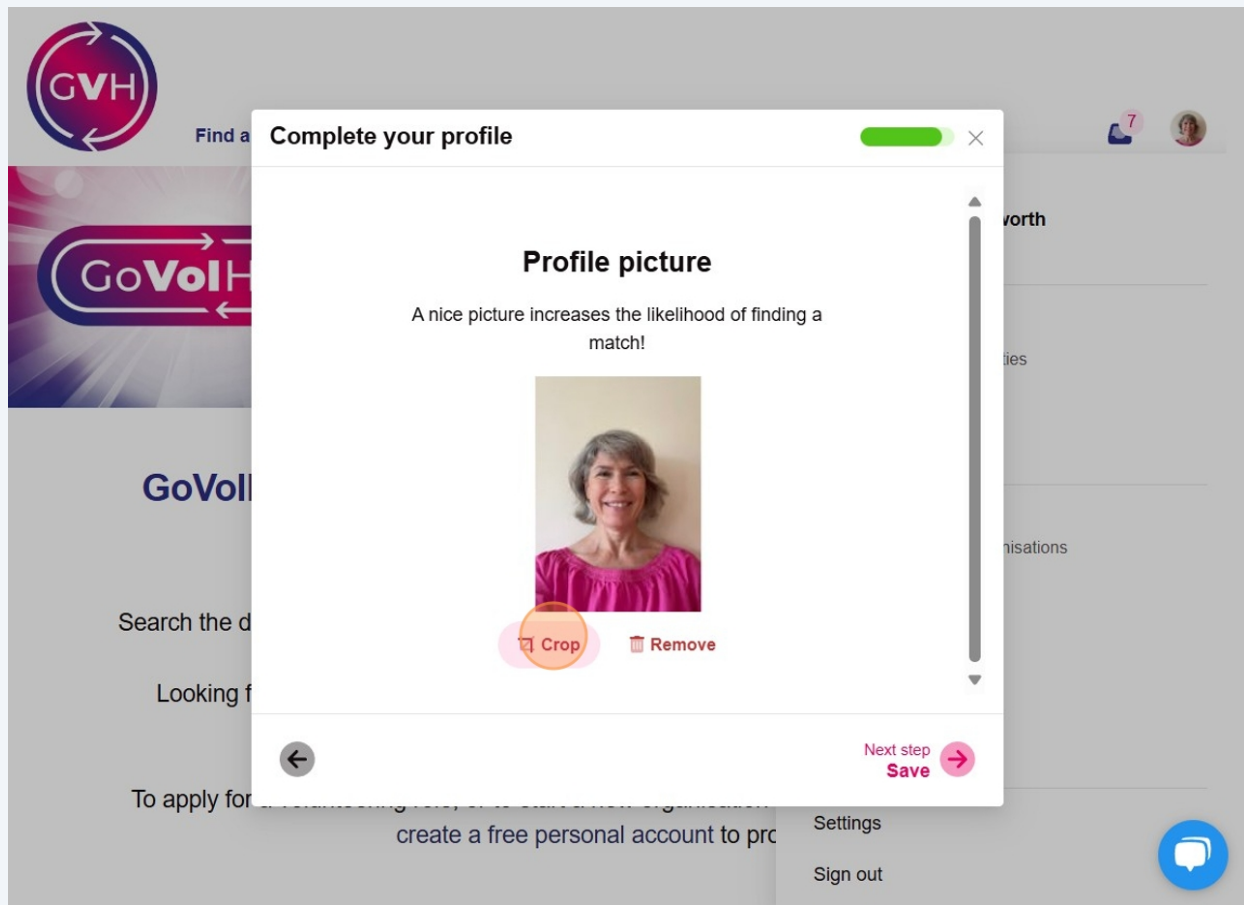 GVH
Find a
Complete your profile
7
GoVolH
worth
Profile picture
A nice picture increases the likelihood of finding a
match!
ties
GoVol
nisations
Crop
Remove
Search the d
Looking f
Next step
Save
To apply for
create a free personal account to pro
Settings
Sign out